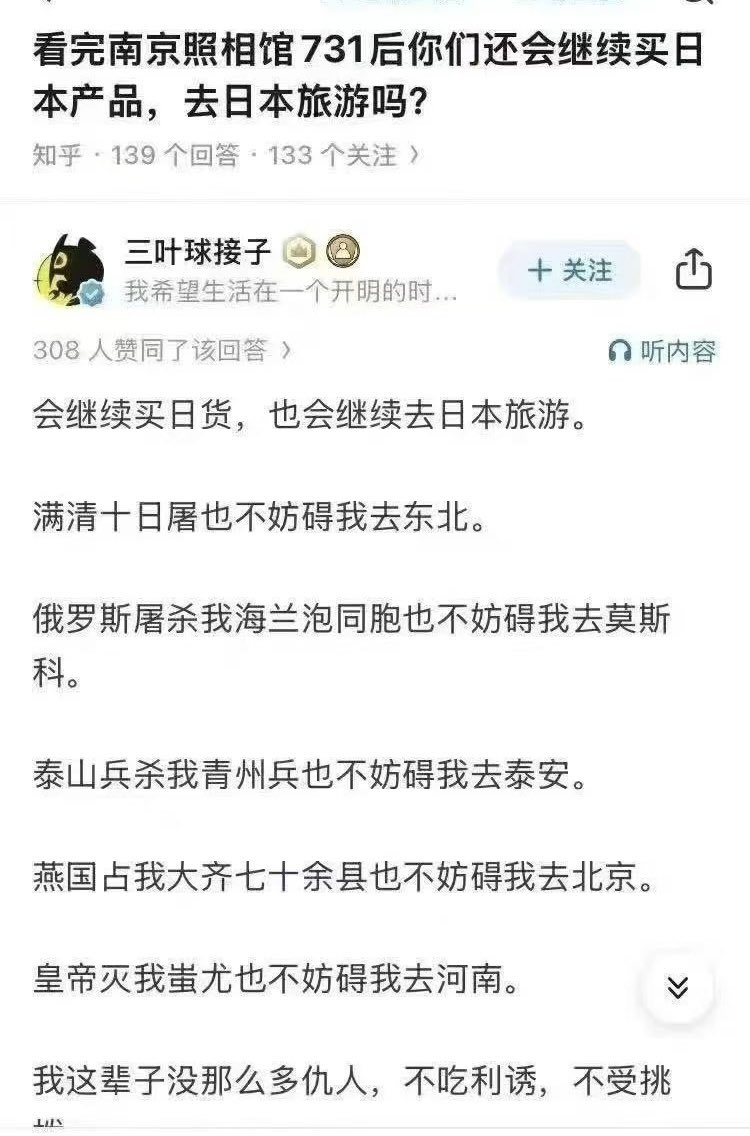 看完南京照相馆731后你们还会继续买日
本产品，去日本旅游吗？
知乎 · 139 个回答 · 133 个关注 〉
三叶球接子
+ 关注
我希望生活在一个开明的时...
308 人赞同了该回答 〉
听内容
会继续买日货，也会继续去日本旅游。
满清十日屠也不妨碍我去东北。
俄罗斯屠杀我海兰泡同胞也不妨碍我去莫斯
科。
泰山兵杀我青州兵也不妨碍我去泰安。
燕国占我大齐七十余县也不妨碍我去北京。
皇帝灭我蚩尤也不妨碍我去河南。
我这辈子没那么多仇人，不吃利诱，不受挑